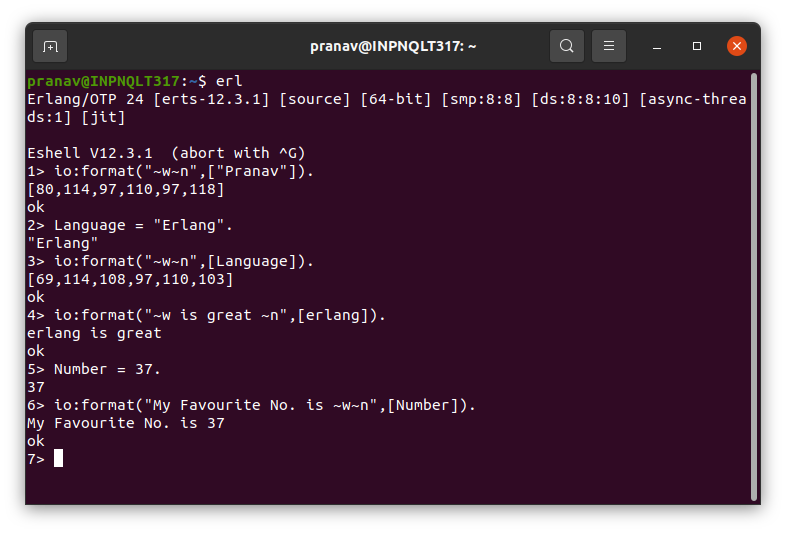 pranav@INPNQLT317: ~
pranav@INPNQLT317:~$ erl
Erlang/OTP 24 [erts-12.3.1] [source] [64-bit] [smp:8:8] [ds:8:8:10] [async-threa
ds:1] [jit]
Eshell V12.3.1  (abort with ^G)
1> io:format("~w~n",["Pranav"]).
[80,114,97,110,97,118]
ok
2> Language = "Erlang".
"Erlang"
3> io:format("~w~n",[Language]).
[69,114,108,97,110,103]
ok
4> io:format("~w is great ~n",[erlang]).
erlang is great
ok
5> Number = 37.
37
6> io:format("My Favourite No. is ~w~n",[Number]).
My Favourite No. is 37
ok
7>